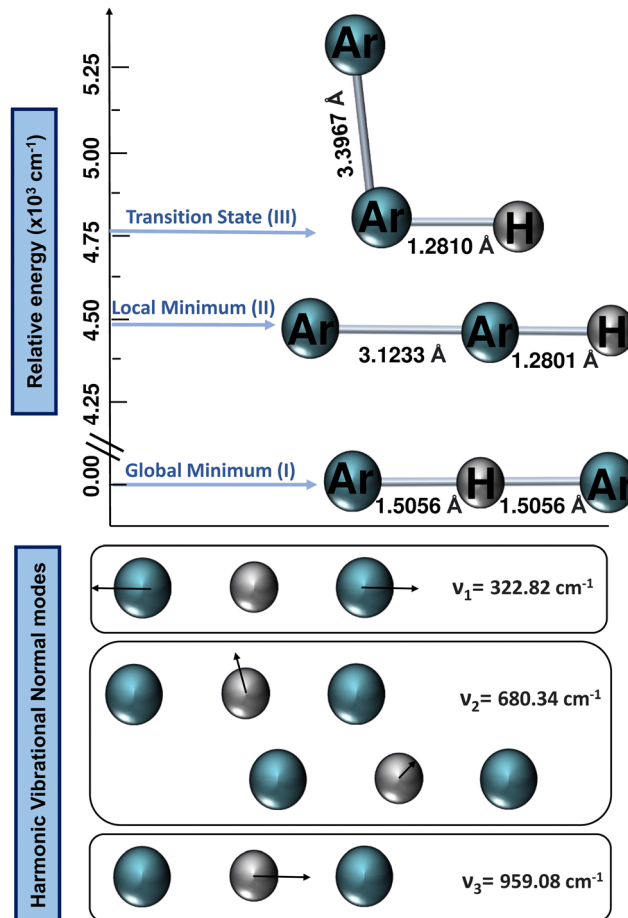 Relative energy (x10³ cm⁻¹)
5.25
5.00
4.75
4.50
4.25
0.00
Ar
3.3967 Å
Transition State (III)
Ar H
1.2810 Å
Local Minimum (II)
Ar Ar H
3.1233 Å 1.2801 Å
Global Minimum (I)
Ar H Ar
1.5056 Å 1.5056 Å
Harmonic Vibrational Normal modes
ν₁= 322.82 cm⁻¹
ν₂= 680.34 cm⁻¹
ν₃= 959.08 cm⁻¹